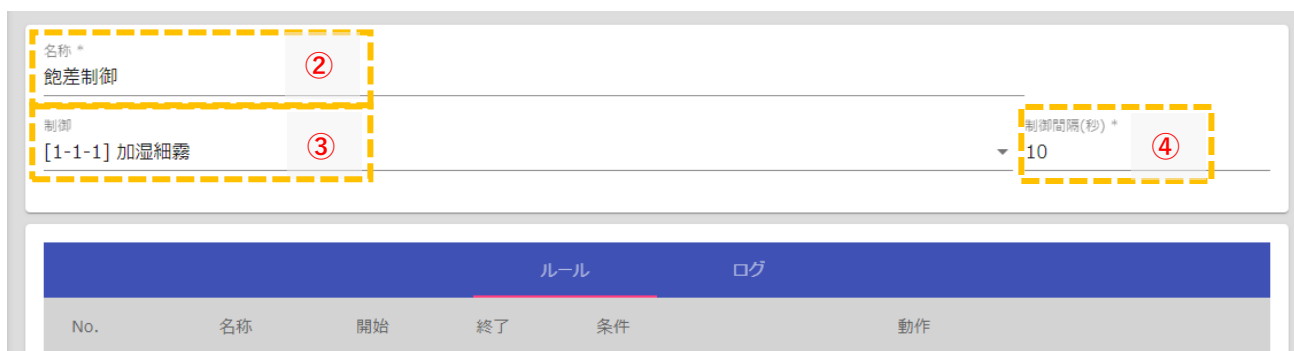 名称 *
飽差制御
②
制御
[1-1-1] 加湿細霧
③
制御間隔(秒) *
10
④
ルール ログ
No. 名称 開始 終了 条件 動作